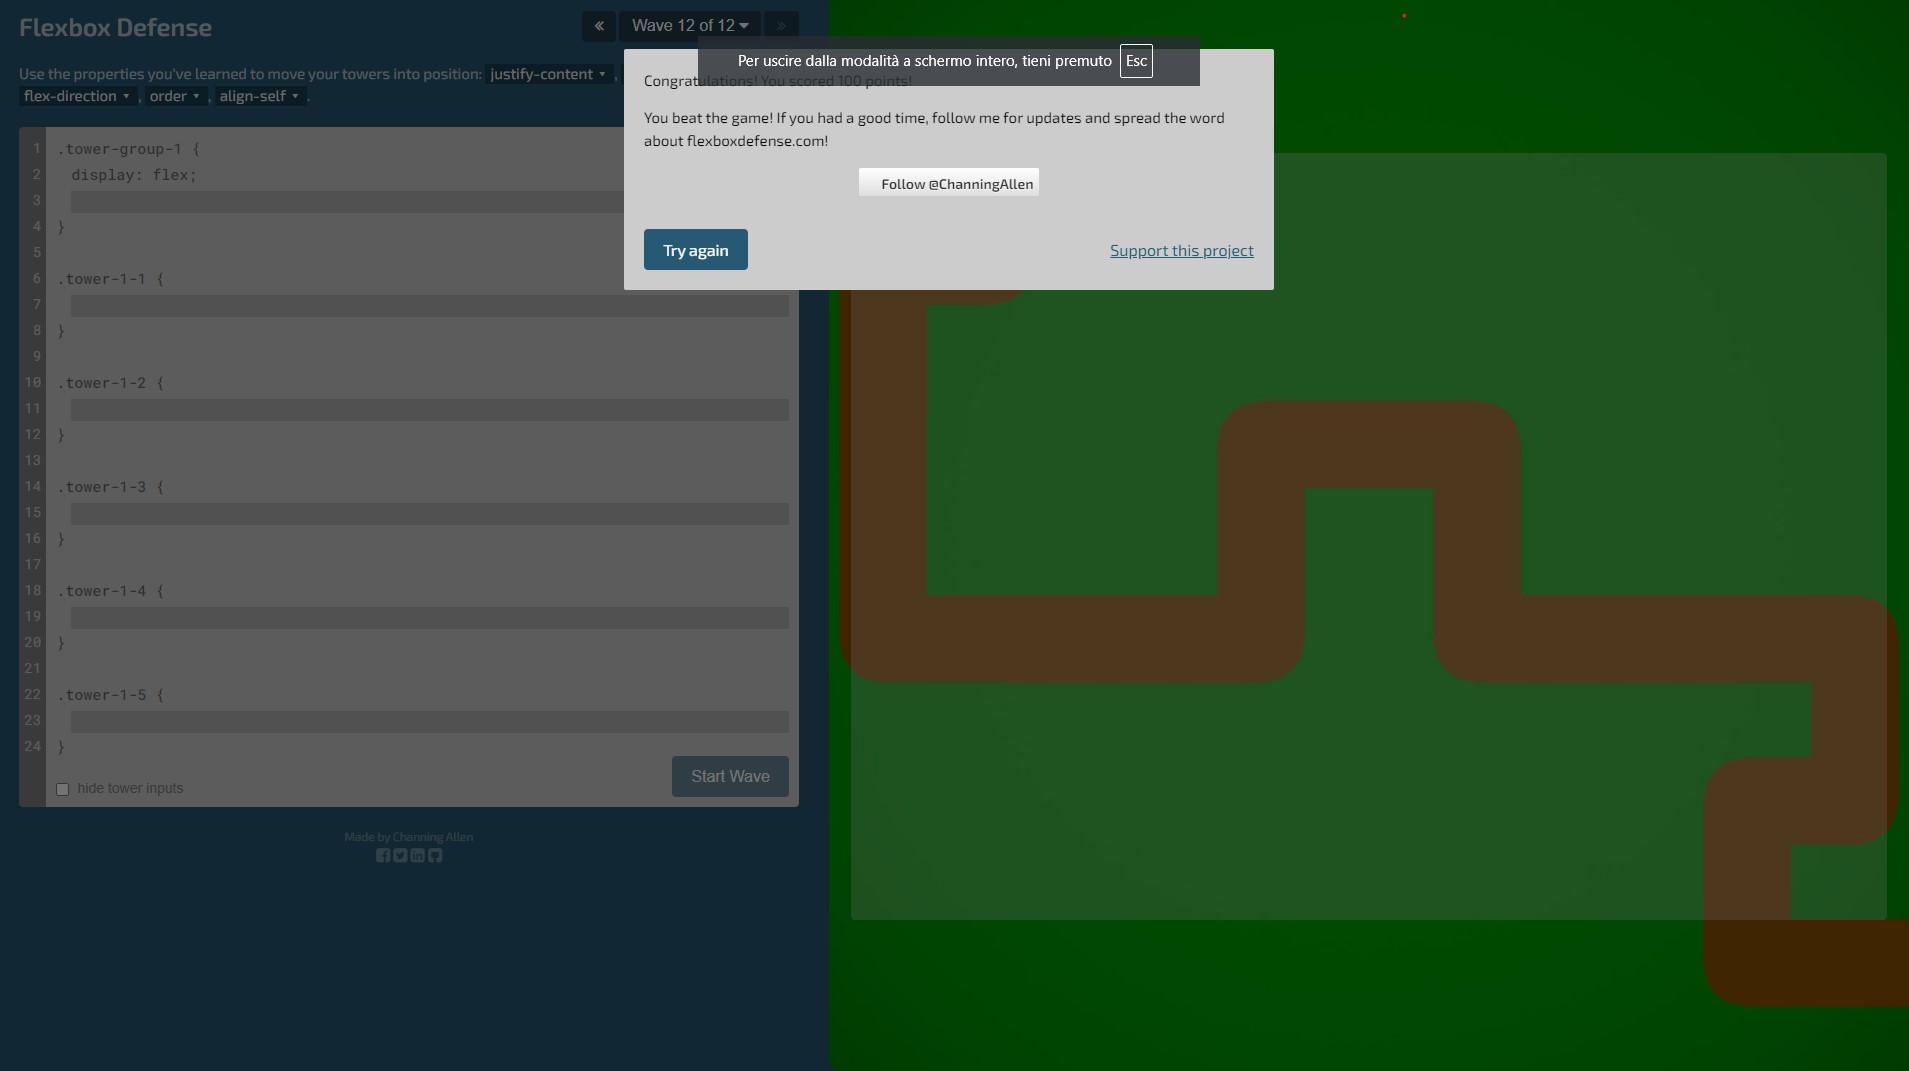 Flexbox Defense
«
Wave 12 of 12
»
Use the properties you've learned to move your towers into position: justify-content ,
flex-direction , order , align-self .
Per uscire dalla modalità a schermo intero, tieni premuto Esc
Congratulations! You scored 100 points!
You beat the game! If you had a good time, follow me for updates and spread the word
about flexboxdefense.com!
Follow @ChanningAllen
Try again
Support this project
1 .tower-group-1 {
2 display: flex;
3
4 }
5
6 .tower-1-1 {
7
8 }
9
10 .tower-1-2 {
11
12 }
13
14 .tower-1-3 {
15
16 }
17
18 .tower-1-4 {
19
20 }
21
22 .tower-1-5 {
23
24 }
hide tower inputs
Start Wave
Made by Channing Allen